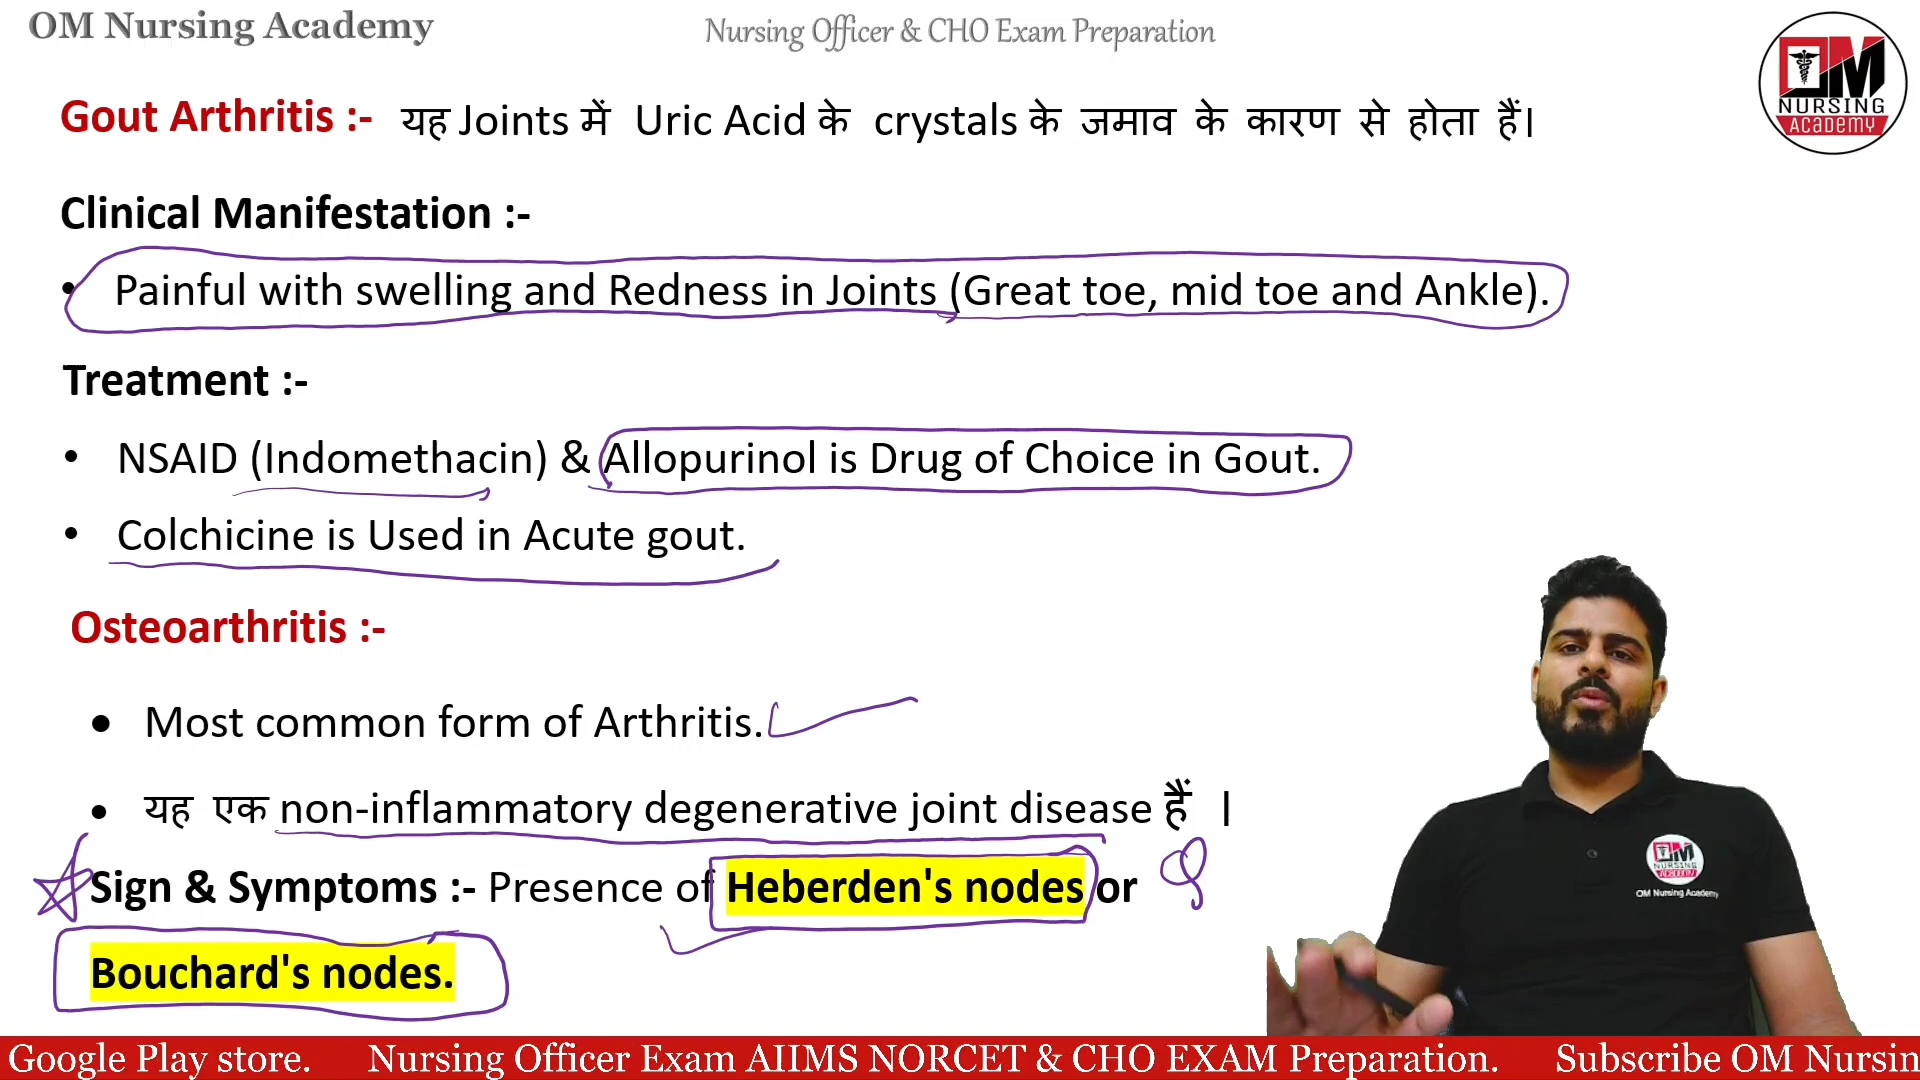 OM Nursing Academy
Nursing Officer & CHO Exam Preparation
OM
NURSING
ACADEMY
Gout Arthritis :- यह Joints में Uric Acid के crystals के जमाव के कारण से होता हैं।
Clinical Manifestation :-
• Painful with swelling and Redness in Joints (Great toe, mid toe and Ankle).
Treatment :-
• NSAID (Indomethacin) & Allopurinol is Drug of Choice in Gout.
• Colchicine is Used in Acute gout.
Osteoarthritis :-
• Most common form of Arthritis.
• यह एक non-inflammatory degenerative joint disease हैं ।
Sign & Symptoms :- Presence of Heberden's nodes or
Bouchard's nodes.
OM
NURSING
ACADEMY
OM Nursing Academy
Google Play store. Nursing Officer Exam AIIMS NORCET & CHO EXAM Preparation. Subscribe OM Nursin